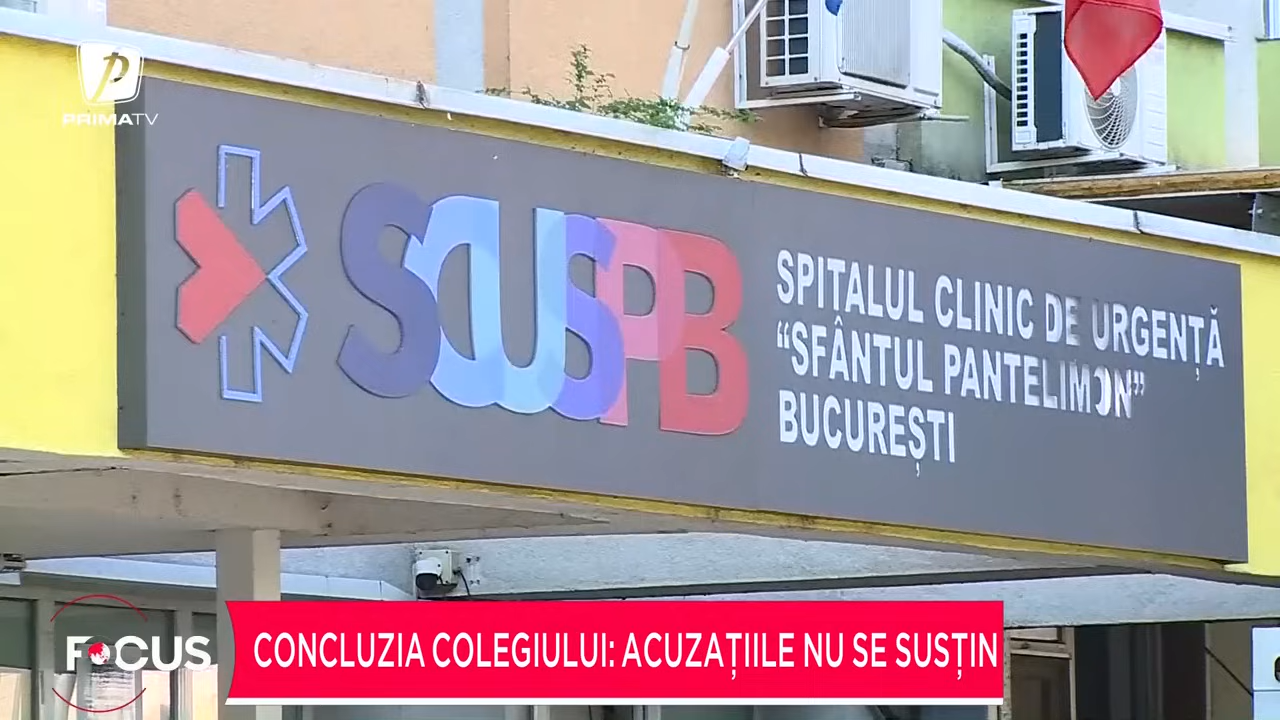 PRIMATV
SCUSPB
SPITALUL CLINIC DE URGENȚĂ
“SFÂNTUL PANTELIMON”
BUCUREȘTI
FOCUS
CONCLUZIA COLEGIULUI: ACUZAȚIILE NU SE SUSȚIN